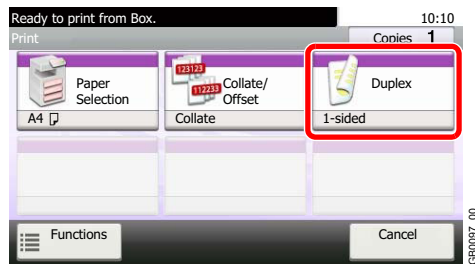 Ready to print from Box.
10:10
Print
Copies 1
123123
112233
Paper
Selection
Collate/
Offset
Duplex
A4
Collate
1-sided
Functions
Cancel
GB0097_00